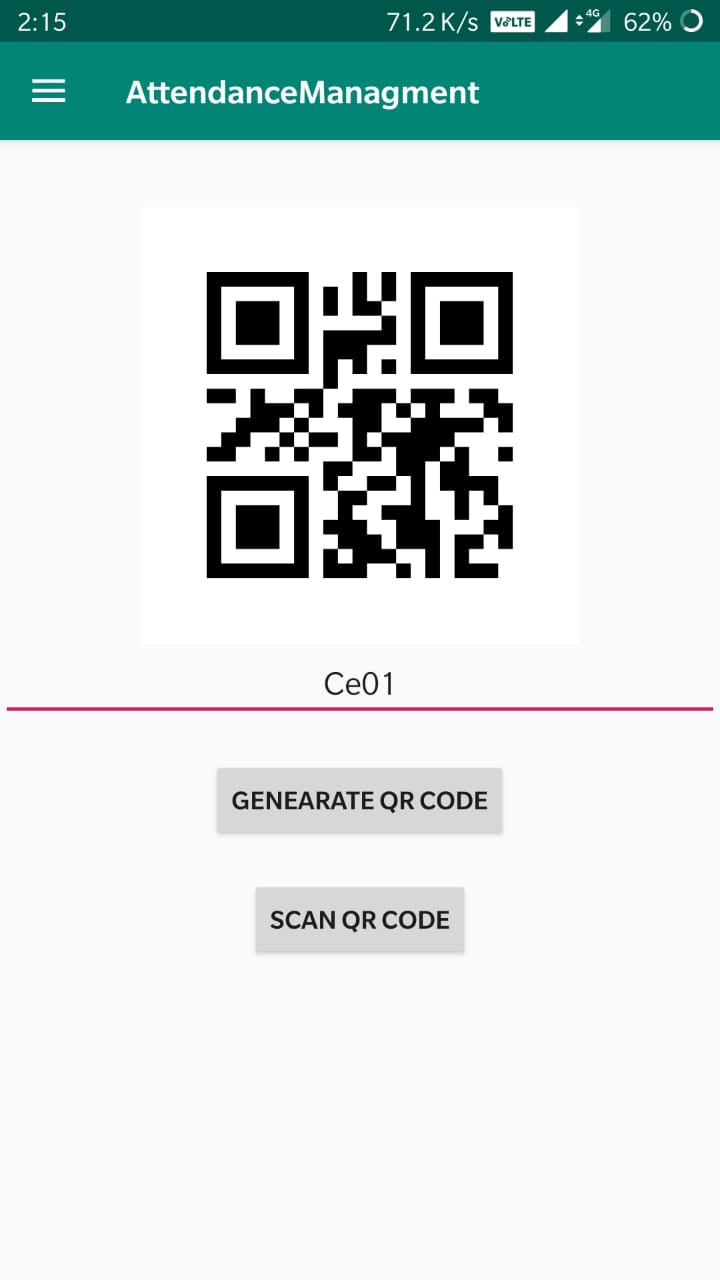 2:15 71.2 K/s VoLTE 4G 62%
AttendanceManagment
Ce01
GENEARATE QR CODE
SCAN QR CODE